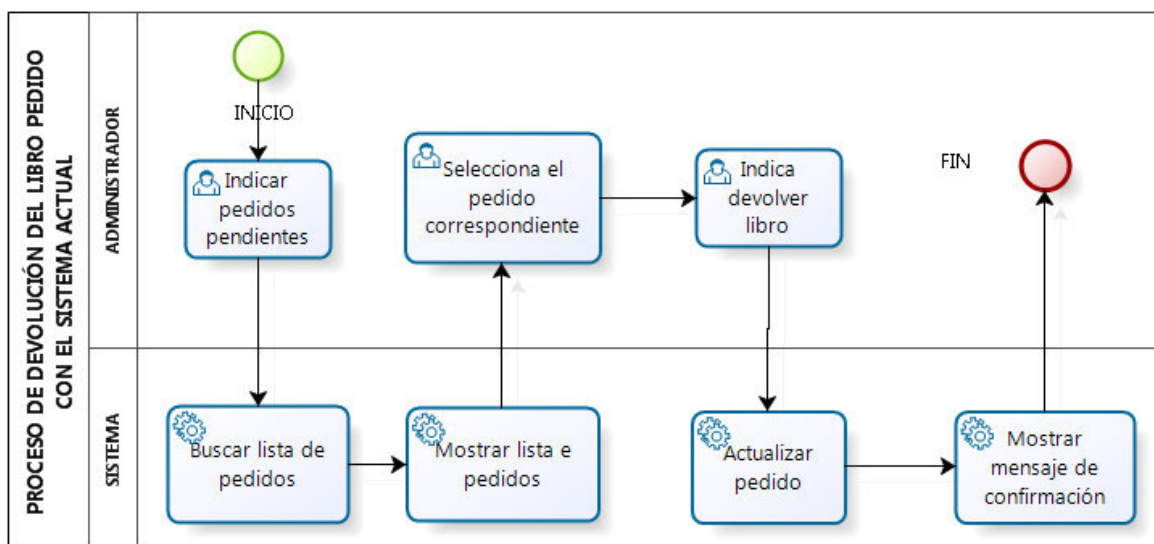 PROCESO DE DEVOLUCIÓN DEL LIBRO PEDIDO
CON EL SISTEMA ACTUAL
ADMINISTRADOR
INICIO
Indicar
pedidos
pendientes
Selecciona el
pedido
correspondiente
Indica
devolver
libro
FIN
SISTEMA
Buscar lista de
pedidos
Mostrar lista e
pedidos
Actualizar
pedido
Mostrar
mensaje de
confirmación